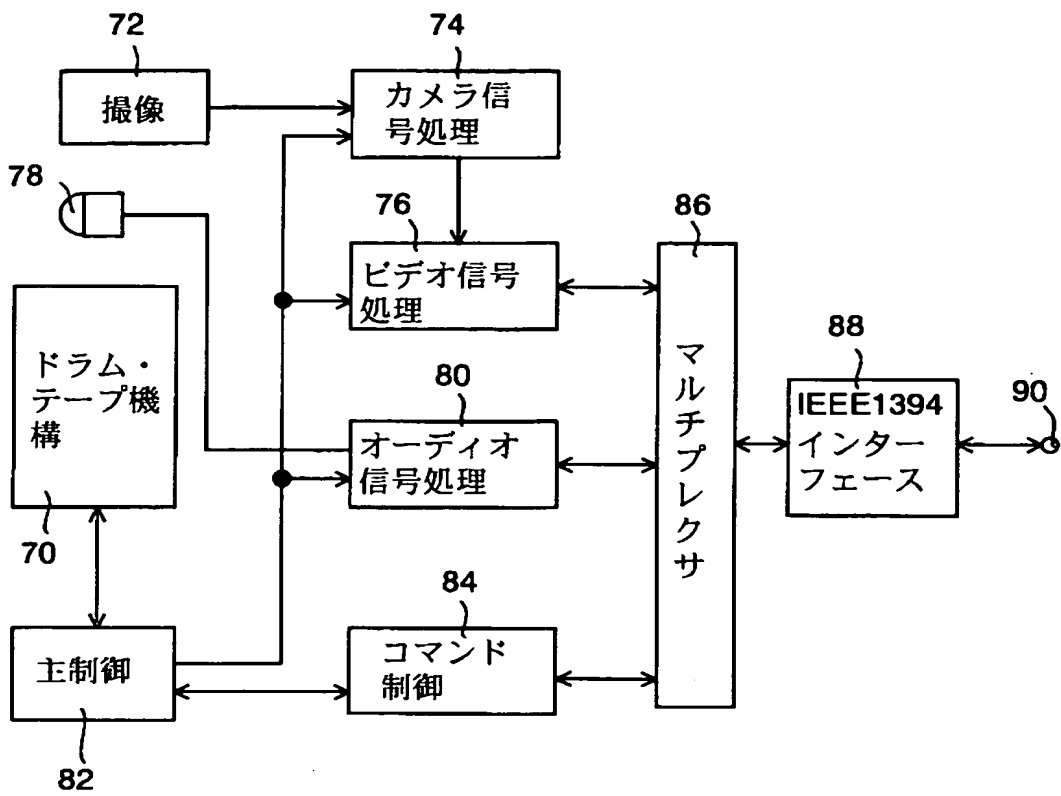 72
撮像
74
カメラ信
号処理
78
76
ビデオ信号
処理
86
マルチプレクサ
ドラム・
テープ機
構
70
80
オーディオ
信号処理
88
IEEE1394
インター
フェース
90
84
コマンド
制御
主制御
82